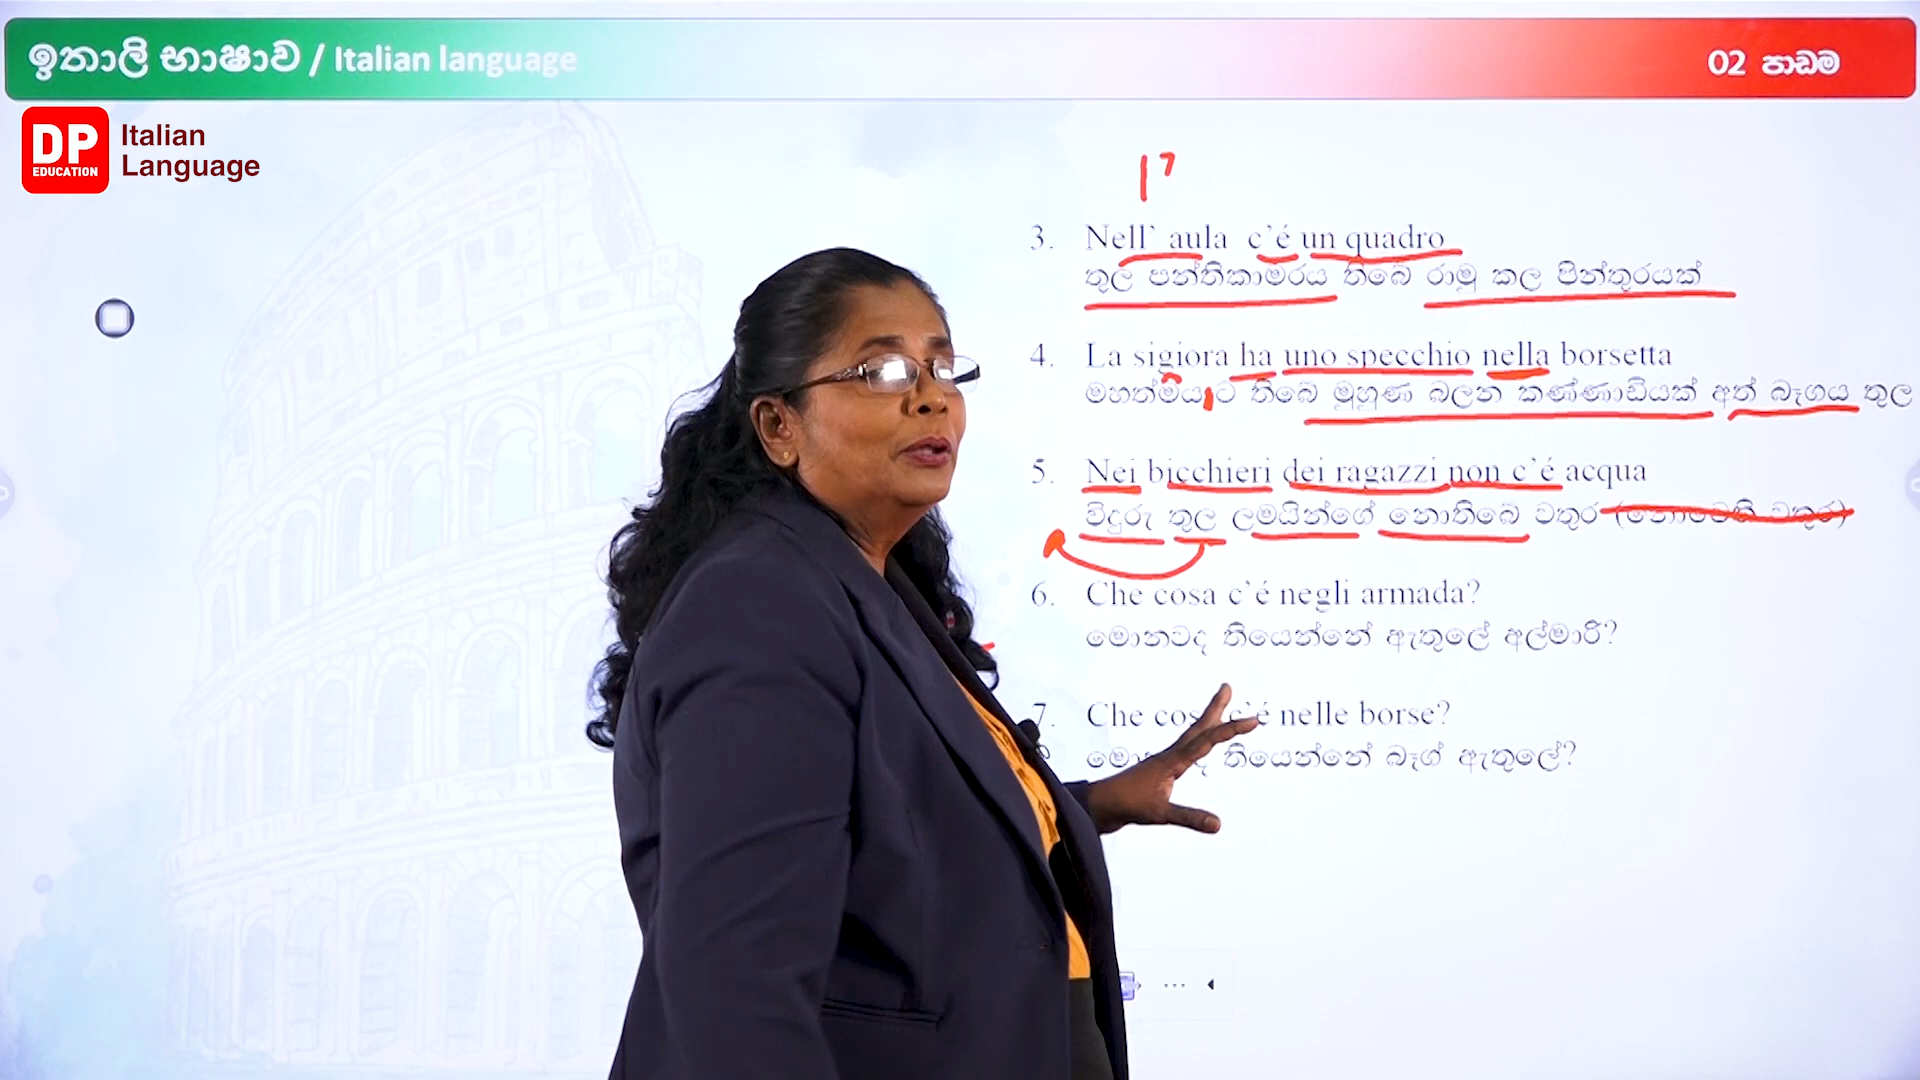 ඉතාලි භාෂාව / Italian language
02 පාඩම
DP
EDUCATION
Italian
Language
3. Nell’ aula c’é un quadro
තුල පන්තිකාමරය තිබේ රාමු කල පින්තූරයක්
4. La sigiora ha uno specchio nella borsetta
මහත්මියට තිබේ මුහුණ බලන කණ්ණාඩියක් අත් බෑගය තුල
5. Nei bicchieri dei ragazzi non c’é acqua
විදුරු තුල ළමයින්ගේ නොතිබේ වතුර (නොවෙති වතුර)
6. Che cosa c’é negli armada?
මොනවද තියෙන්නේ ඇතුලේ අල්මාරි?
7. Che c’é nelle borse?
තියෙන්නේ බෑග් ඇතුලේ?